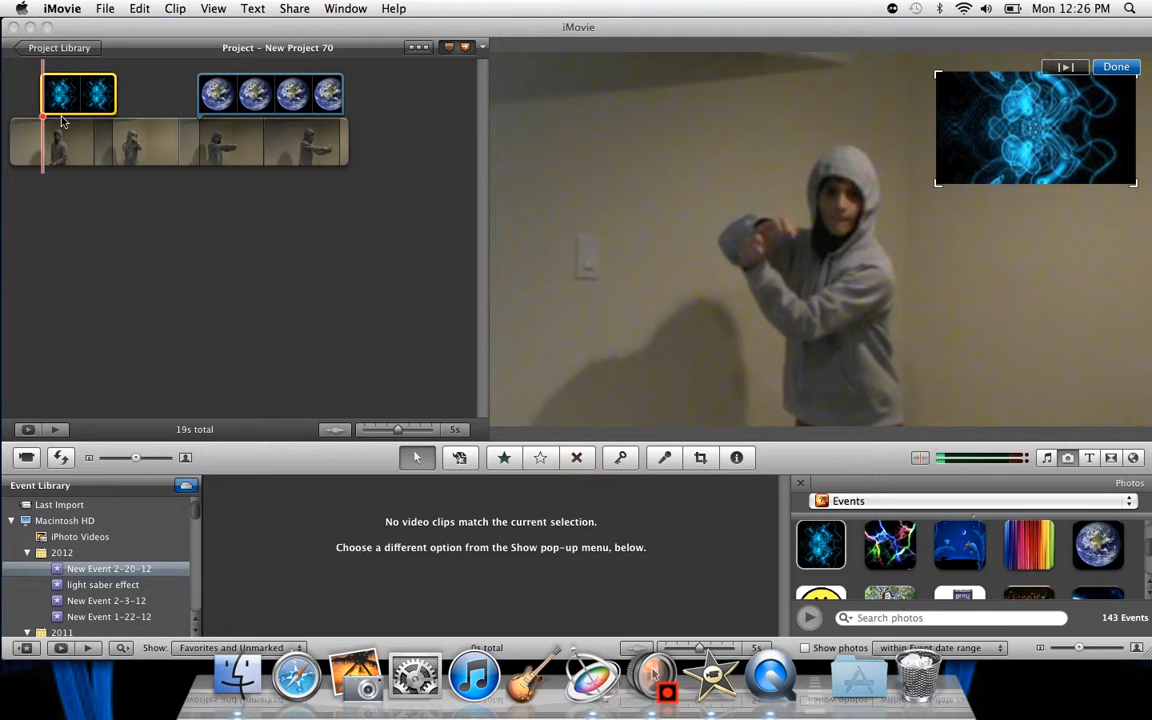 iMovie File Edit Clip View Text Share Window Help Mon 12:26 PM
iMovie
Project Library Project - New Project 70
Done
19s total 5s
Event Library
Last Import
Macintosh HD
iPhoto Videos
2012
New Event 2-20-12
light saber effect
New Event 2-3-12
New Event 1-22-12
2011
No video clips match the current selection.
Choose a different option from the Show pop-up menu, below.
Photos
Events
Search photos 143 Events
Show: Favorites and Unmarked 0s total 5s Show photos within Event date range